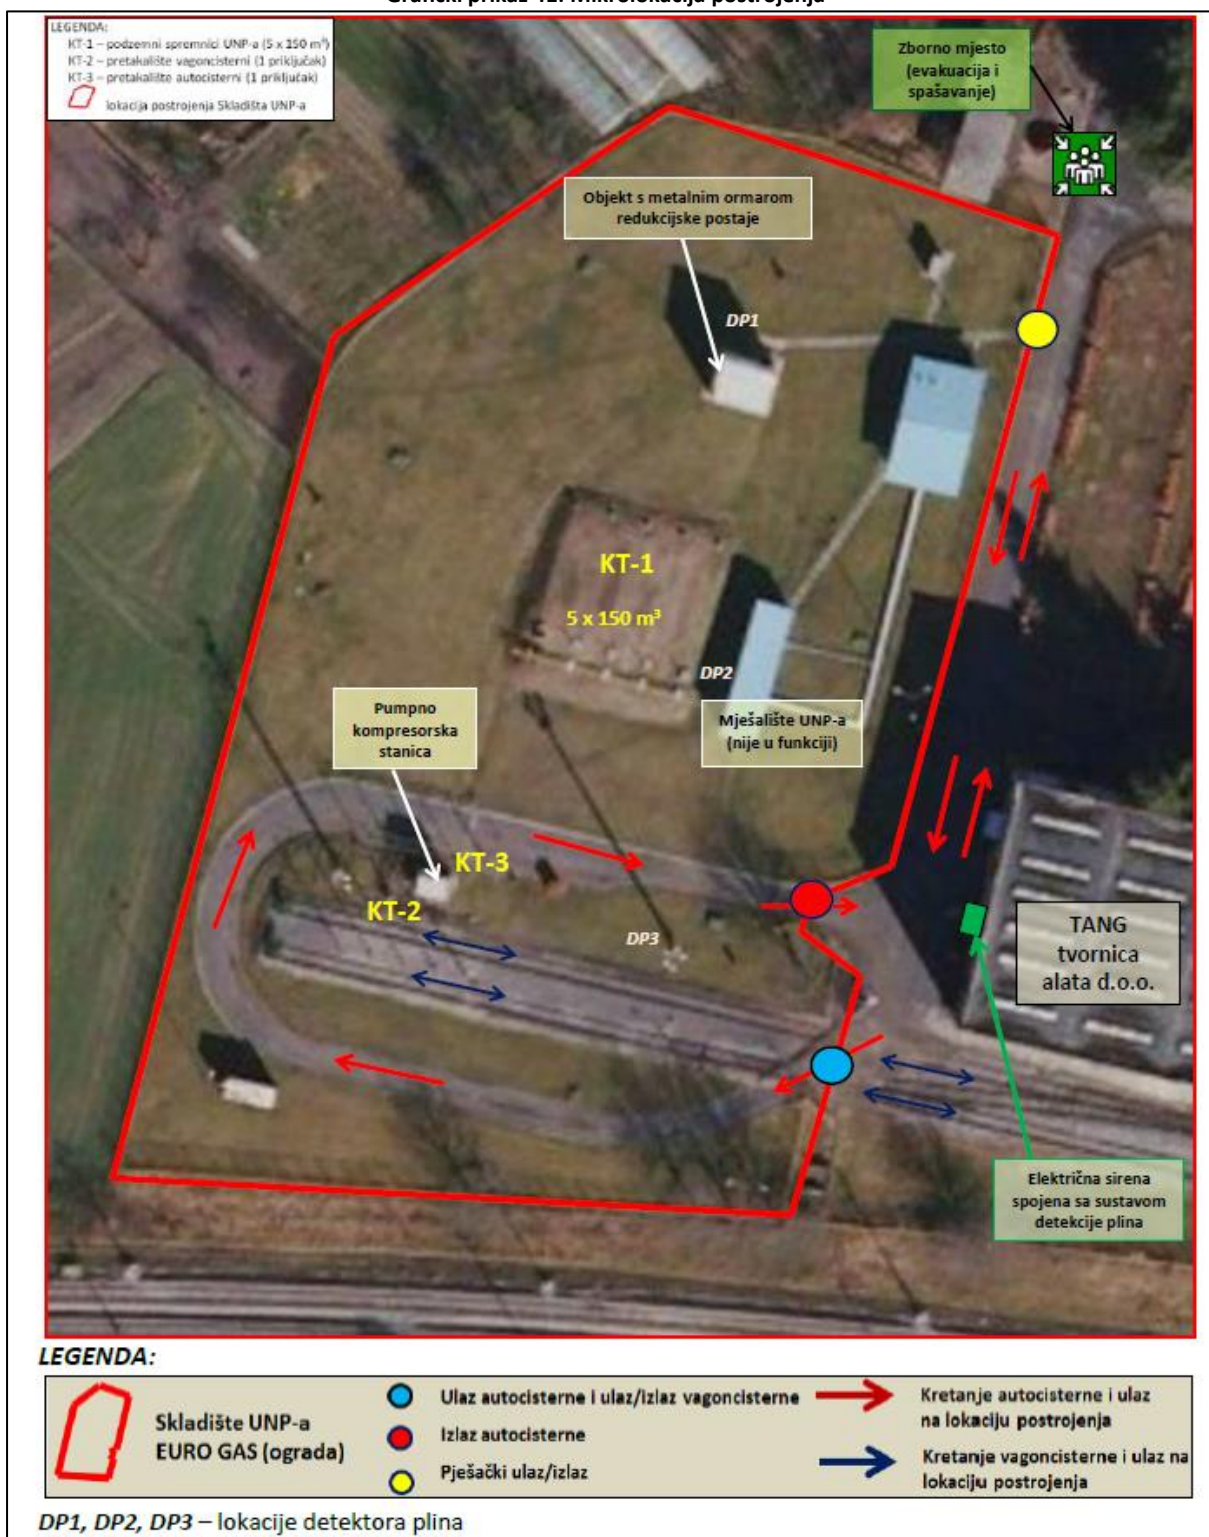 Grafički prikaz 41: Mikrolokacija postrojenja
LEGENDA:
KT-1 – podzemni spremnici UNP-a (5 x 150 m³)
KT-2 – pretakalište vagoncisterni (1 priključak)
KT-3 – pretakalište autocisterni (1 priključak)
lokacija postrojenja Skladišta UNP-a
Zborno mjesto
(evakuacija i
spašavanje)
Objekt s metalnim ormarom
redukcijske postaje
DP1
KT-1
5 x 150 m³
DP2
Mješalište UNP-a
(nije u funkciji)
Pumpno
kompresorska
stanica
KT-3
KT-2
DP3
TANG
tvornica
alata d.o.o.
Električna sirena
spojena sa sustavom
detekcije plina
LEGENDA:
Skladište UNP-a
EURO GAS (ograda)
Ulaz autocisterne i ulaz/izlaz vagoncisterne
Izlaz autocisterne
Pješački ulaz/izlaz
Kretanje autocisterne i ulaz
na lokaciju postrojenja
Kretanje vagoncisterne i ulaz na
lokaciju postrojenja
DP1, DP2, DP3 – lokacije detektora plina